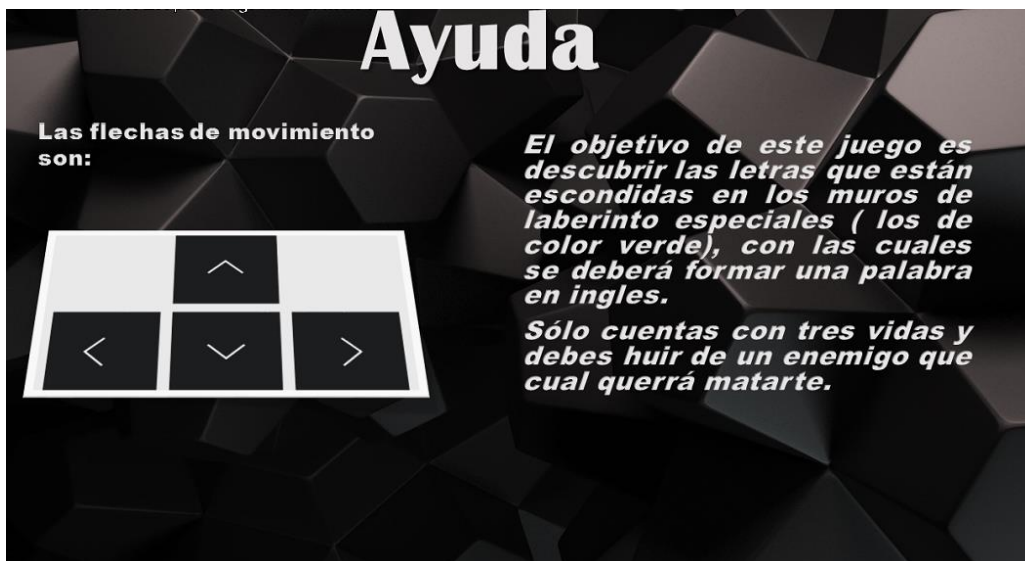 Ayuda
Las flechas de movimiento
son:
El objetivo de este juego es
descubrir las letras que están
escondidas en los muros de
laberinto especiales ( los de
color verde), con las cuales
se deberá formar una palabra
en ingles.
Sólo cuentas con tres vidas y
debes huir de un enemigo que
cual querrá matarte.